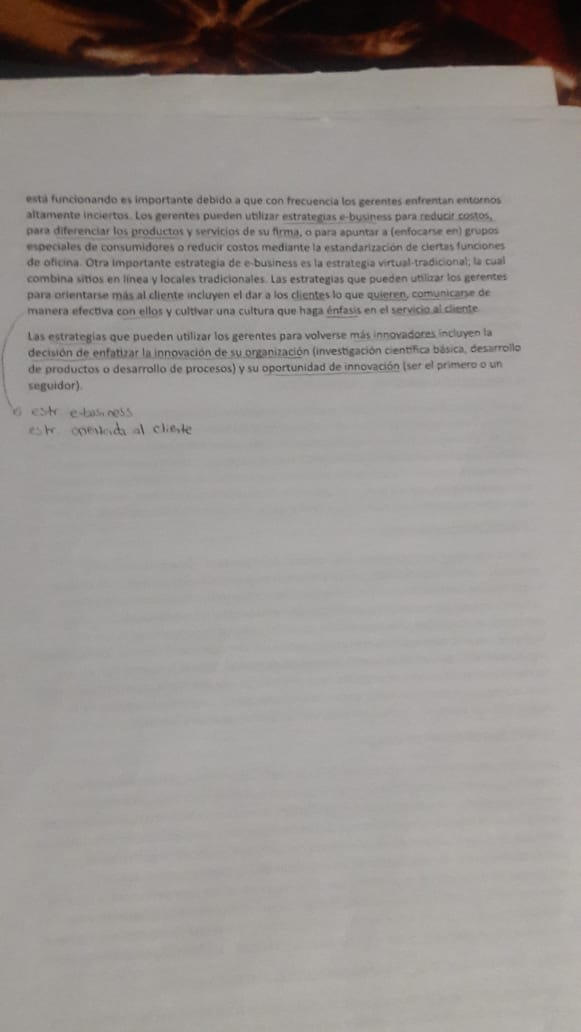 está funcionando es importante debido a que con frecuencia los gerentes enfrentan entornos
altamente inciertos. Los gerentes pueden utilizar estrategias e-business para reducir costos,
para diferenciar los productos y servicios de su firma, o para apuntar a (enfocarse en) grupos
especiales de consumidores o reducir costos mediante la estandarización de ciertas funciones
de oficina. Otra importante estrategia de e-business es la estrategia virtual-tradicional; la cual
combina sitios en línea y locales tradicionales. Las estrategias que pueden utilizar los gerentes
para orientarse más al cliente incluyen el dar a los clientes lo que quieren, comunicarse de
manera efectiva con ellos y cultivar una cultura que haga énfasis en el servicio al cliente.
Las estrategias que pueden utilizar los gerentes para volverse más innovadores incluyen la
decisión de enfatizar la innovación de su organización (investigación científica básica, desarrollo
de productos o desarrollo de procesos) y su oportunidad de innovación (ser el primero o un
seguidor).
estr e-business
estr. al cliente